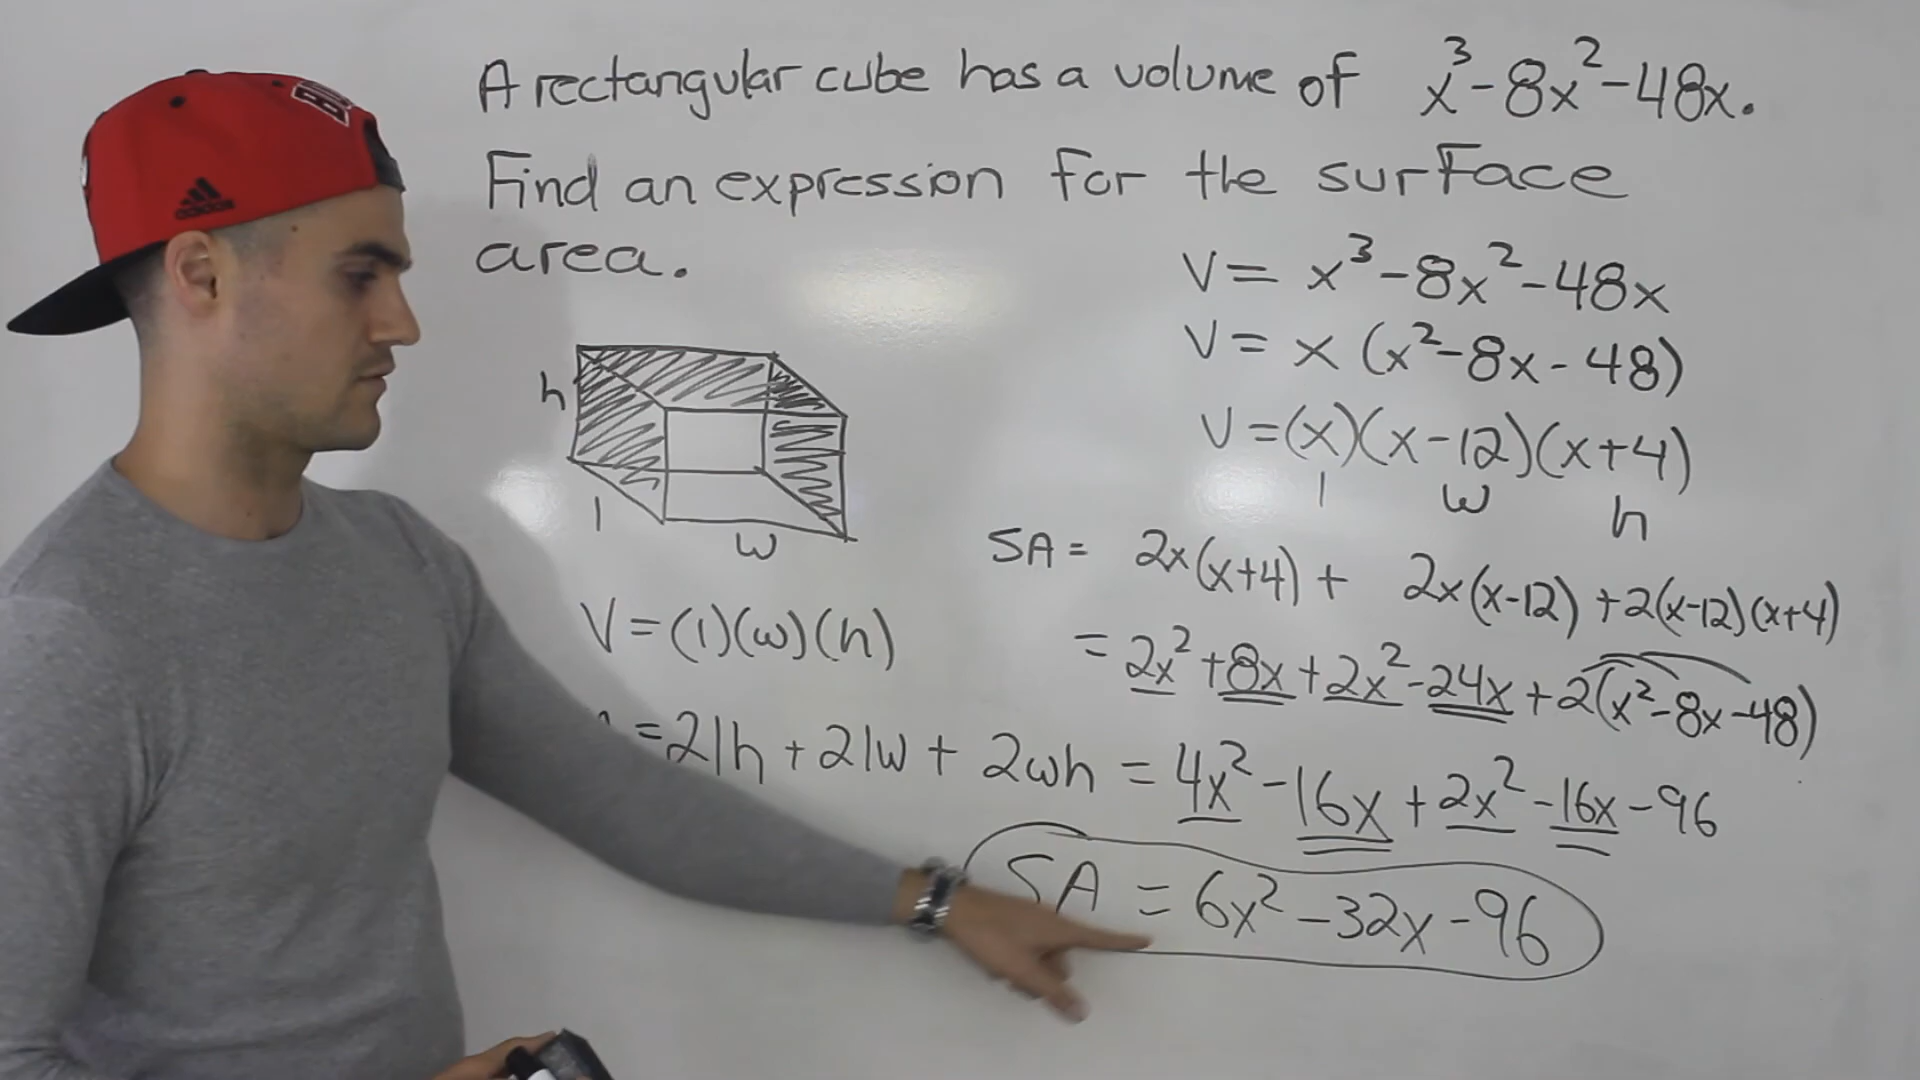 A rectangular cube has a volume of x³-8x²-48x.
Find an expression for the surface
area.
V= x³-8x²-48x
V= x(x²-8x-48)
V=(x)(x-12)(x+4)
l w h
h
l
w
SA= 2x(x+4)+ 2x(x-12)+2(x-12)(x+4)
V=(l)(w)(h)
= 2x²+8x+2x²-24x+2(x²-8x-48)
=2lh+2lw+2wh =4x²-16x+2x²-16x-96
SA = 6x²-32x-96
adidas